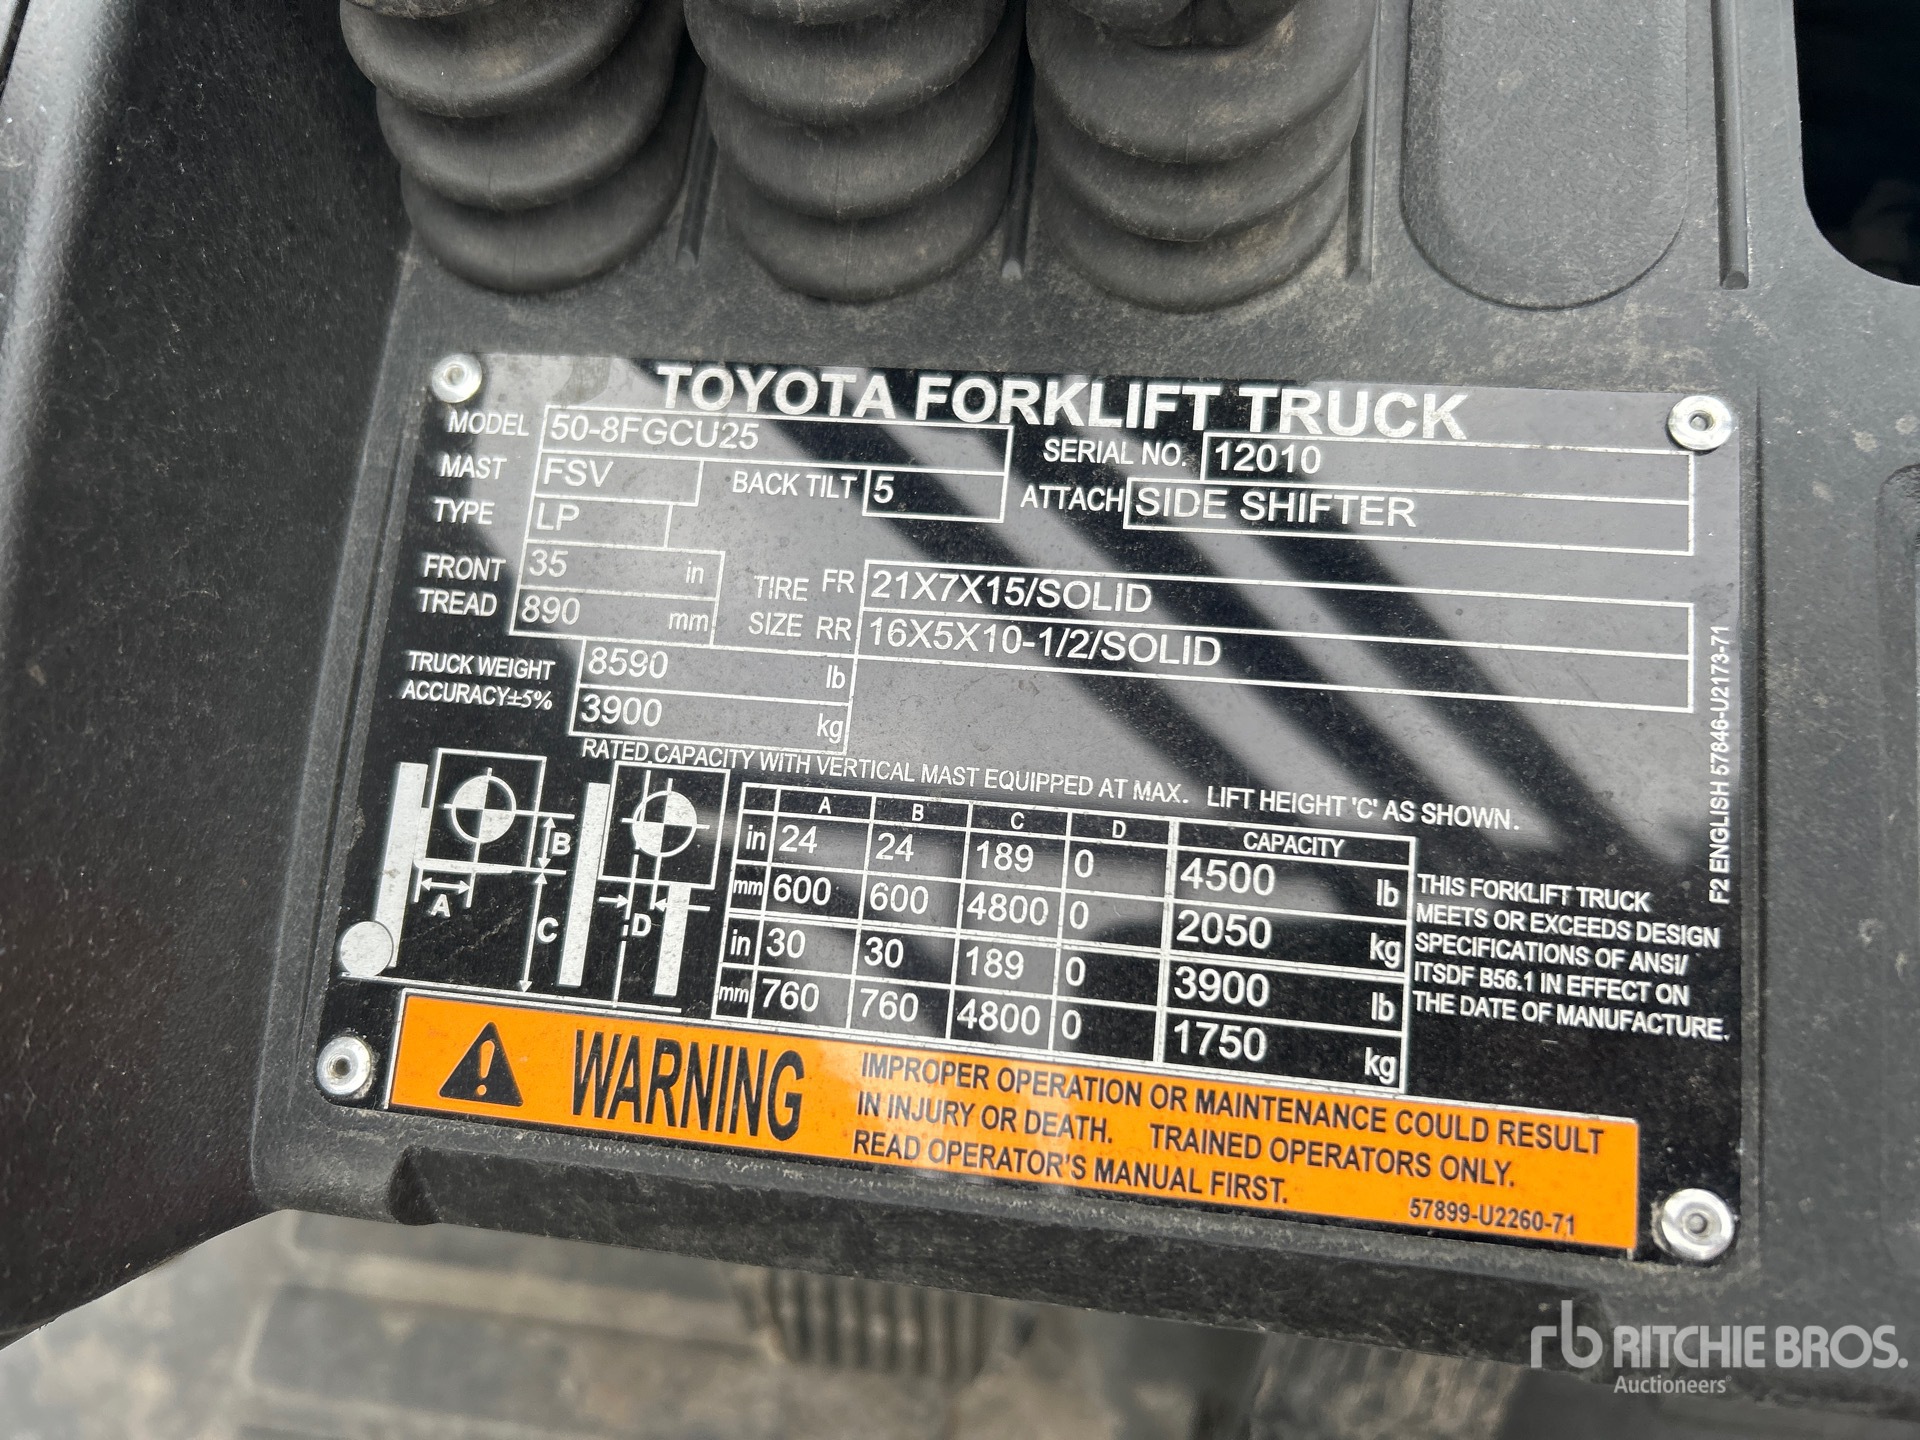 TOYOTA FORKLIFT TRUCK
MODEL 50-8FGCU25 SERIAL NO. 12010
MAST FSV BACK TILT 5 ATTACH SIDE SHIFTER
TYPE LP
FRONT TREAD 35 in
890 mm
TIRE SIZE FR 21X7X15/SOLID
RR 16X5X10-1/2/SOLID
TRUCK WEIGHT 8590 lb
ACCURACY±5% 3900 kg
RATED CAPACITY WITH VERTICAL MAST EQUIPPED AT MAX. LIFT HEIGHT 'C' AS SHOWN.
A B C D CAPACITY
in 24 24 189 0 4500 lb
mm 600 600 4800 0 2050 kg
in 30 30 189 0 3900 lb
mm 760 760 4800 0 1750 kg
A B C D
THIS FORKLIFT TRUCK
MEETS OR EXCEEDS DESIGN
SPECIFICATIONS OF ANSI/
ITSDF B56.1 IN EFFECT ON
THE DATE OF MANUFACTURE.
F2 ENGLISH 57846-U2173-71
WARNING
IMPROPER OPERATION OR MAINTENANCE COULD RESULT
IN INJURY OR DEATH. TRAINED OPERATORS ONLY.
READ OPERATOR'S MANUAL FIRST.
57899-U2260-71
rb RITCHIE BROS.
Auctioneers